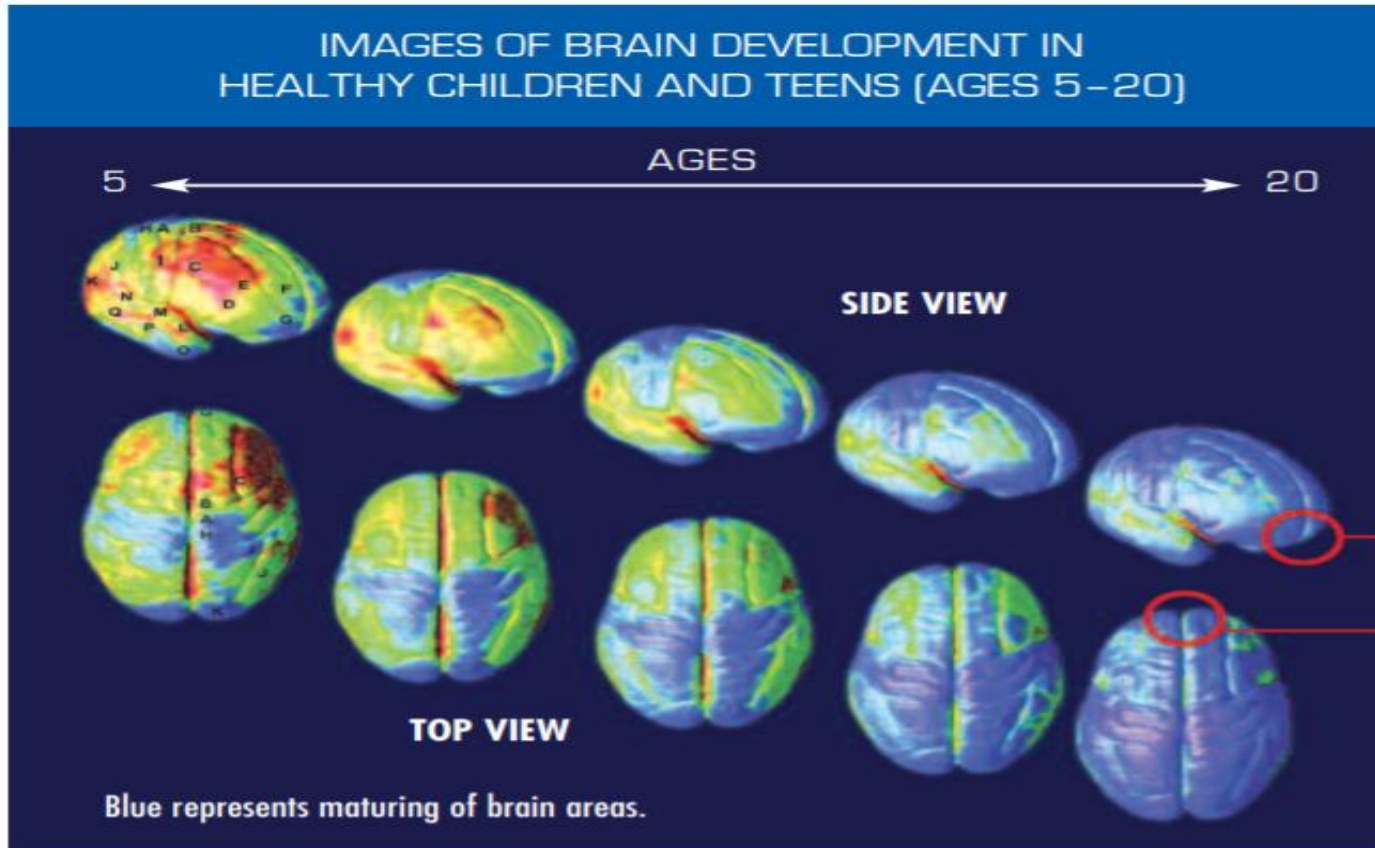 IMAGES OF BRAIN DEVELOPMENT IN
HEALTHY CHILDREN AND TEENS (AGES 5–20)
AGES
5 20
A B
I C
J
K
E F
N D
Q M G
P L
O
SIDE VIEW
G
C
B
A
H
J
K
TOP VIEW
Blue represents maturing of brain areas.